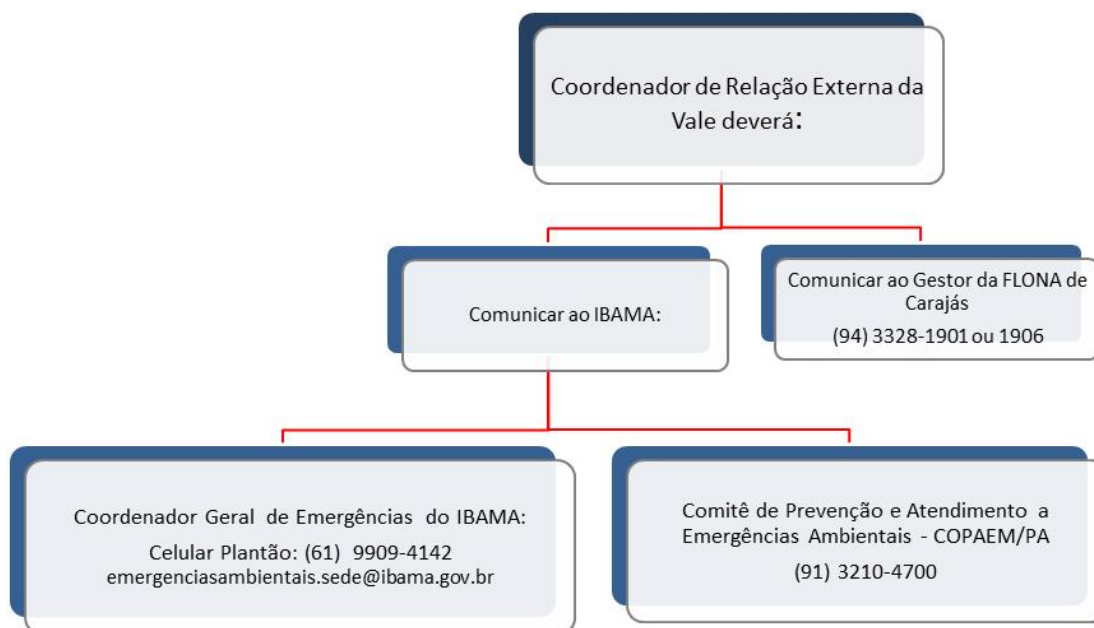 Coordenador de Relação Externa da
Vale deverá:
Comunicar ao IBAMA:
Comunicar ao Gestor da FLONA de
Carajás
(94) 3328-1901 ou 1906
Coordenador Geral de Emergências do IBAMA:
Celular Plantão: (61) 9909-4142
emergenciasambientais.sede@ibama.gov.br
Comitê de Prevenção e Atendimento a
Emergências Ambientais - COPAEM/PA
(91) 3210-4700